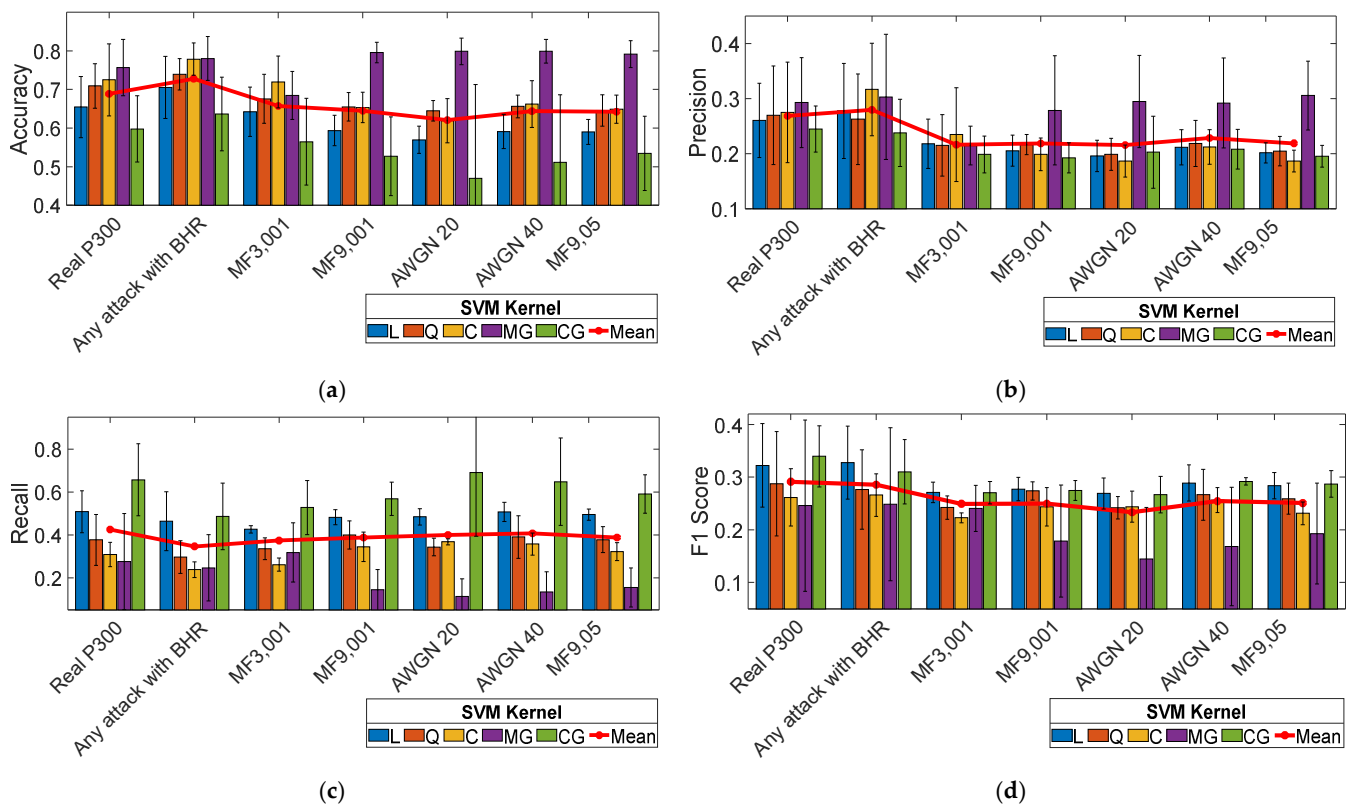 0.8
0.7
0.6
0.5
0.4
Accuracy
Real P300
Any attack with BHR
MF3,001
MF9,001
AWGN 20
AWGN 40
MF9,05
SVM Kernel
L Q C MG CG Mean
(a)
0.4
0.3
0.2
0.1
Precision
Real P300
Any attack with BHR
MF3,001
MF9,001
AWGN 20
AWGN 40
MF9,05
SVM Kernel
L Q C MG CG Mean
(b)
0.8
0.6
0.4
0.2
Recall
Real P300
Any attack with BHR
MF3,001
MF9,001
AWGN 20
AWGN 40
MF9,05
SVM Kernel
L Q C MG CG Mean
(c)
0.4
0.3
0.2
0.1
F1 Score
Real P300
Any attack with BHR
MF3,001
MF9,001
AWGN 20
AWGN 40
MF9,05
SVM Kernel
L Q C MG CG Mean
(d)